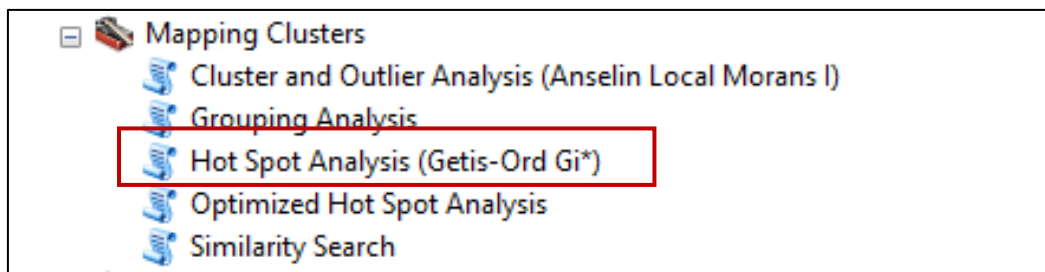 Mapping Clusters
Cluster and Outlier Analysis (Anselin Local Morans I)
Grouping Analysis
Hot Spot Analysis (Getis-Ord Gi*)
Optimized Hot Spot Analysis
Similarity Search